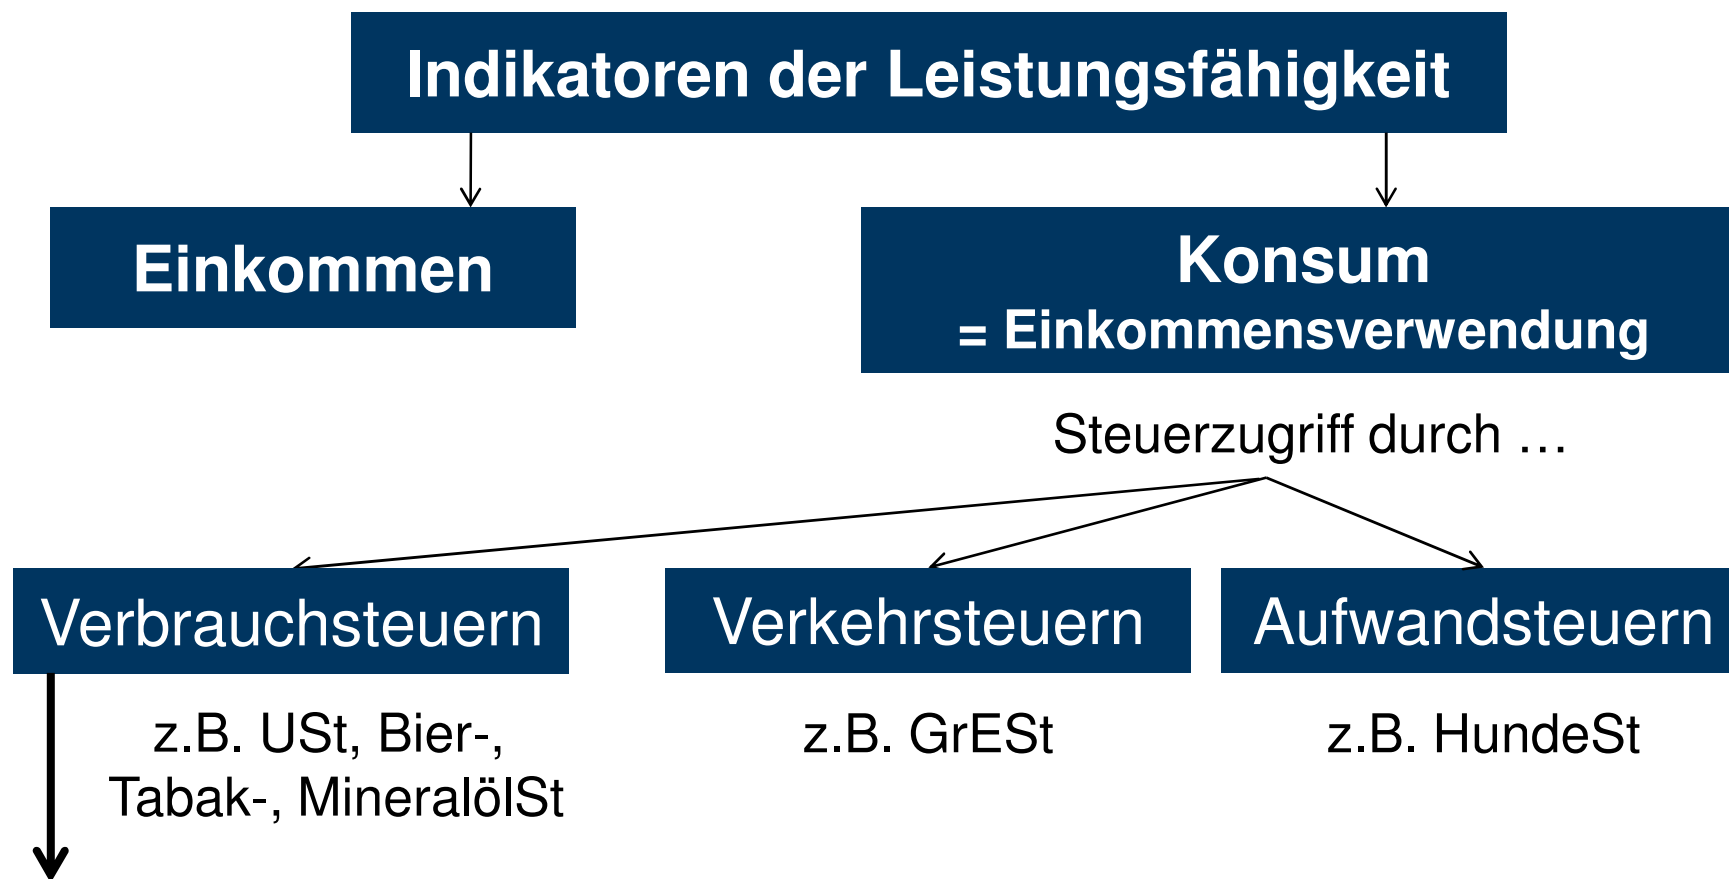 Indikatoren der Leistungsfähigkeit
Einkommen
Konsum
= Einkommensverwendung
Steuerzugriff durch …
Verbrauchsteuern
Verkehrsteuern
Aufwandsteuern
z.B. USt, Bier-,
Tabak-, MineralölSt
z.B. GrESt
z.B. HundeSt